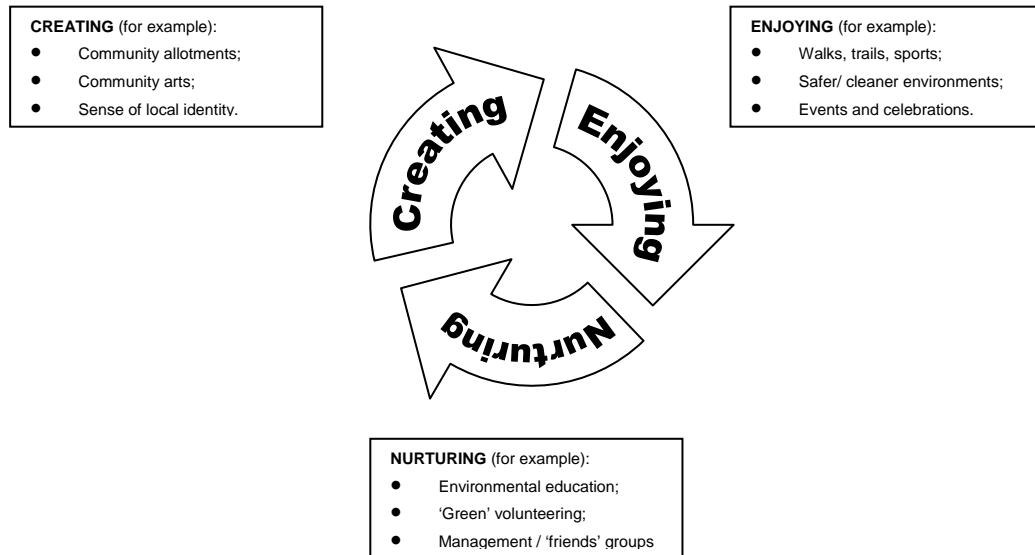 CREATING (for example):
● Community allotments;
● Community arts;
● Sense of local identity.
ENJOYING (for example):
● Walks, trails, sports;
● Safer/ cleaner environments;
● Events and celebrations.
Creating
Enjoying
Nurturing
NURTURING (for example):
● Environmental education;
● ‘Green’ volunteering;
● Management / ‘friends’ groups